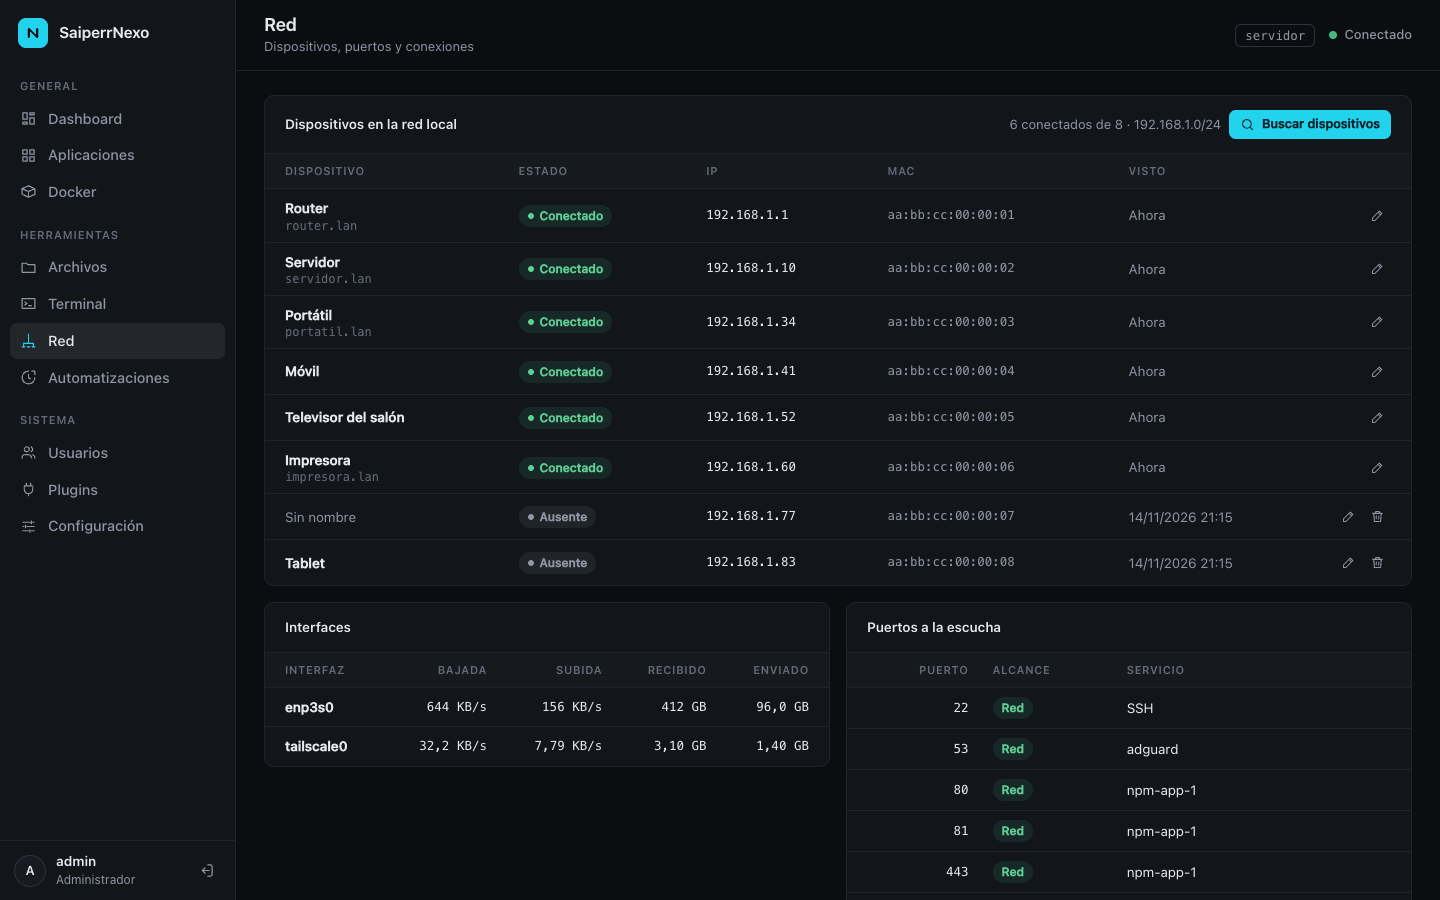 N SaiperrNexo
GENERAL
Dashboard
Aplicaciones
Docker
HERRAMIENTAS
Archivos
Terminal
Red
Automatizaciones
SISTEMA
Usuarios
Plugins
Configuración
A admin
Administrador
Red
Dispositivos, puertos y conexiones
servidor Conectado
Dispositivos en la red local 6 conectados de 8 · 192.168.1.0/24 Buscar dispositivos
DISPOSITIVO ESTADO IP MAC VISTO
Router Conectado 192.168.1.1 aa:bb:cc:00:00:01 Ahora
router.lan
Servidor Conectado 192.168.1.10 aa:bb:cc:00:00:02 Ahora
servidor.lan
Portátil Conectado 192.168.1.34 aa:bb:cc:00:00:03 Ahora
portatil.lan
Móvil Conectado 192.168.1.41 aa:bb:cc:00:00:04 Ahora
Televisor del salón Conectado 192.168.1.52 aa:bb:cc:00:00:05 Ahora
Impresora Conectado 192.168.1.60 aa:bb:cc:00:00:06 Ahora
impresora.lan
Sin nombre Ausente 192.168.1.77 aa:bb:cc:00:00:07 14/11/2026 21:15
Tablet Ausente 192.168.1.83 aa:bb:cc:00:00:08 14/11/2026 21:15
Interfaces
INTERFAZ BAJADA SUBIDA RECIBIDO ENVIADO
enp3s0 644 KB/s 156 KB/s 412 GB 96,0 GB
tailscale0 32,2 KB/s 7,79 KB/s 3,10 GB 1,40 GB
Puertos a la escucha
PUERTO ALCANCE SERVICIO
22 Red SSH
53 Red adguard
80 Red npm-app-1
81 Red npm-app-1
443 Red npm-app-1